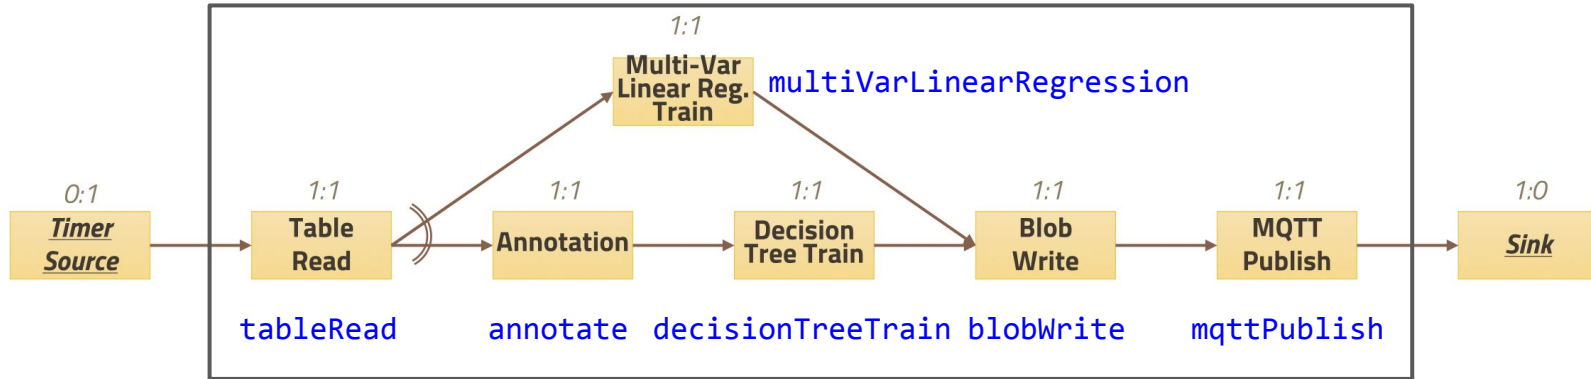 1:1
Multi-Var
Linear Reg.
Train
multiVarLinearRegression
0:1
Timer
Source
1:1
Table
Read
1:1
Annotation
1:1
Decision
Tree Train
1:1
Blob
Write
1:1
MQTT
Publish
1:0
Sink
tableRead
annotate
decisionTreeTrain
blobWrite
mqttPublish